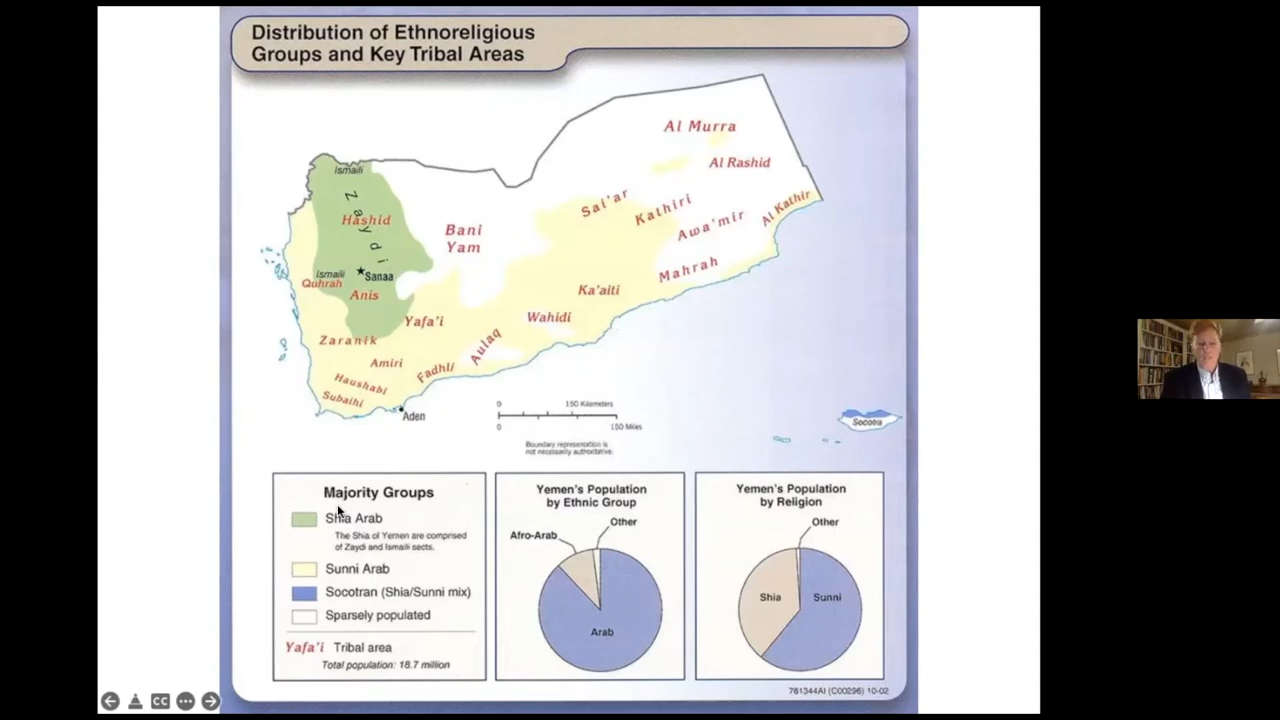 Distribution of Ethnoreligious
Groups and Key Tribal Areas
Al Murra
Al Rashid
Ismaili
Zaydi
Hashid
Sai'ar
Kathiri
Al Kathir
Awa'mir
Bani
Yam
Mahrah
Ismaili
Sanaa
Quhrah
Anis
Ka'aiti
Yafa'i
Wahidi
Zaranik
Aulaq
Amiri
Fadhli
Haushabi
Subaihi
Aden
0 150 Kilometers
0 150 Miles
Boundary representation is
not necessarily authoritative.
Socotra
Majority Groups
Shia Arab
The Shia of Yemen are comprised
of Zaydi and Ismaili sects.
Sunni Arab
Socotran (Shia/Sunni mix)
Sparsely populated
Yafa'i Tribal area
Total population: 18.7 million
Yemen's Population
by Ethnic Group
Other
Afro-Arab
Arab
Yemen's Population
by Religion
Other
Shia
Sunni
761344AI (C00296) 10-02
CC